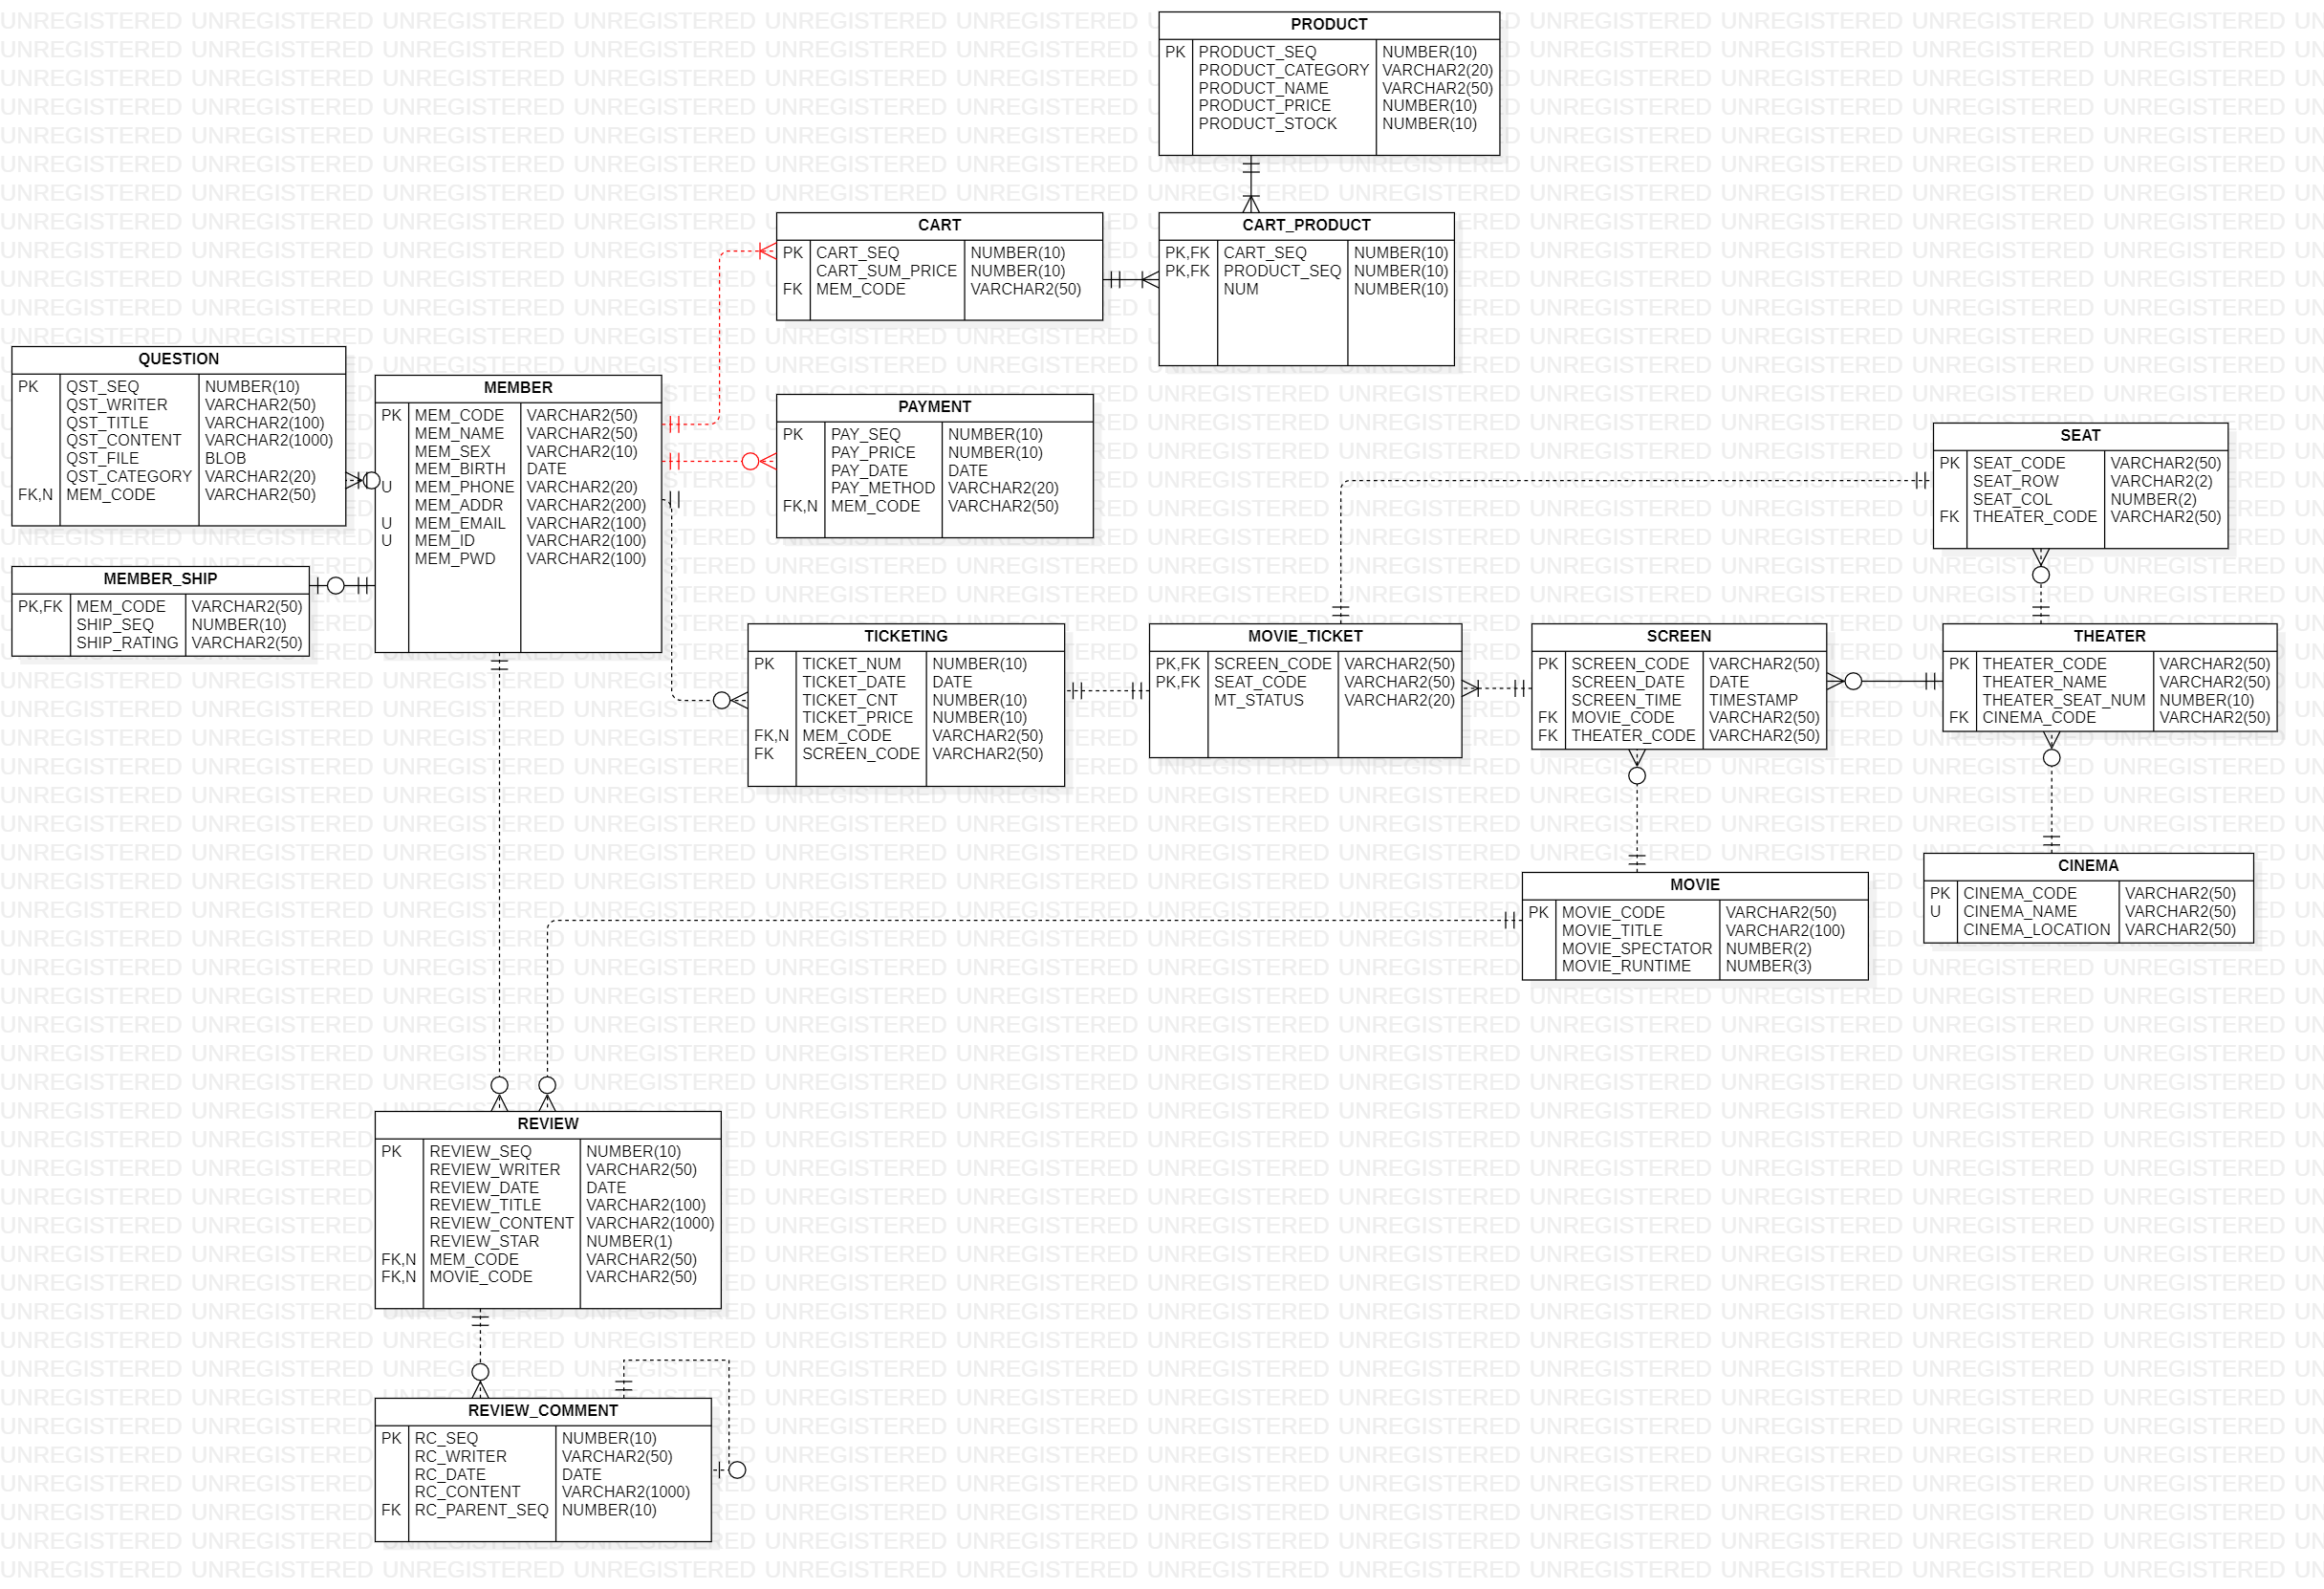 PRODUCT
PK PRODUCT_SEQ NUMBER(10)
PRODUCT_CATEGORY VARCHAR2(20)
PRODUCT_NAME VARCHAR2(50)
PRODUCT_PRICE NUMBER(10)
PRODUCT_STOCK NUMBER(10)
CART
PK CART_SEQ NUMBER(10)
CART_SUM_PRICE NUMBER(10)
FK MEM_CODE VARCHAR2(50)
CART_PRODUCT
PK,FK CART_SEQ NUMBER(10)
PK,FK PRODUCT_SEQ NUMBER(10)
NUM NUMBER(10)
QUESTION
PK QST_SEQ NUMBER(10)
QST_WRITER VARCHAR2(50)
QST_TITLE VARCHAR2(100)
QST_CONTENT VARCHAR2(1000)
QST_FILE BLOB
QST_CATEGORY VARCHAR2(20)
FK,N MEM_CODE VARCHAR2(50)
MEMBER
PK MEM_CODE VARCHAR2(50)
MEM_NAME VARCHAR2(50)
MEM_SEX VARCHAR2(10)
MEM_BIRTH DATE
U MEM_PHONE VARCHAR2(20)
MEM_ADDR VARCHAR2(200)
U MEM_EMAIL VARCHAR2(100)
U MEM_ID VARCHAR2(100)
MEM_PWD VARCHAR2(100)
PAYMENT
PK PAY_SEQ NUMBER(10)
PAY_PRICE NUMBER(10)
PAY_DATE DATE
PAY_METHOD VARCHAR2(20)
FK,N MEM_CODE VARCHAR2(50)
SEAT
PK SEAT_CODE VARCHAR2(50)
SEAT_ROW VARCHAR2(2)
SEAT_COL NUMBER(2)
FK THEATER_CODE VARCHAR2(50)
MEMBER_SHIP
PK,FK MEM_CODE VARCHAR2(50)
SHIP_SEQ NUMBER(10)
SHIP_RATING VARCHAR2(50)
TICKETING
PK TICKET_NUM NUMBER(10)
TICKET_DATE DATE
TICKET_CNT NUMBER(10)
TICKET_PRICE NUMBER(10)
FK,N MEM_CODE VARCHAR2(50)
FK SCREEN_CODE VARCHAR2(50)
MOVIE_TICKET
PK,FK SCREEN_CODE VARCHAR2(50)
PK,FK SEAT_CODE VARCHAR2(50)
MT_STATUS VARCHAR2(20)
SCREEN
PK SCREEN_CODE VARCHAR2(50)
SCREEN_DATE DATE
SCREEN_TIME TIMESTAMP
FK MOVIE_CODE VARCHAR2(50)
FK THEATER_CODE VARCHAR2(50)
THEATER
PK THEATER_CODE VARCHAR2(50)
THEATER_NAME VARCHAR2(50)
THEATER_SEAT_NUM NUMBER(10)
FK CINEMA_CODE VARCHAR2(50)
MOVIE
PK MOVIE_CODE VARCHAR2(50)
MOVIE_TITLE VARCHAR2(100)
MOVIE_SPECTATOR NUMBER(2)
MOVIE_RUNTIME NUMBER(3)
CINEMA
PK CINEMA_CODE VARCHAR2(50)
U CINEMA_NAME VARCHAR2(50)
CINEMA_LOCATION VARCHAR2(50)
REVIEW
PK REVIEW_SEQ NUMBER(10)
REVIEW_WRITER VARCHAR2(50)
REVIEW_DATE DATE
REVIEW_TITLE VARCHAR2(100)
REVIEW_CONTENT VARCHAR2(1000)
REVIEW_STAR NUMBER(1)
FK,N MEM_CODE VARCHAR2(50)
FK,N MOVIE_CODE VARCHAR2(50)
REVIEW_COMMENT
PK RC_SEQ NUMBER(10)
RC_WRITER VARCHAR2(50)
RC_DATE DATE
RC_CONTENT VARCHAR2(1000)
FK RC_PARENT_SEQ NUMBER(10)
UNREGISTERED